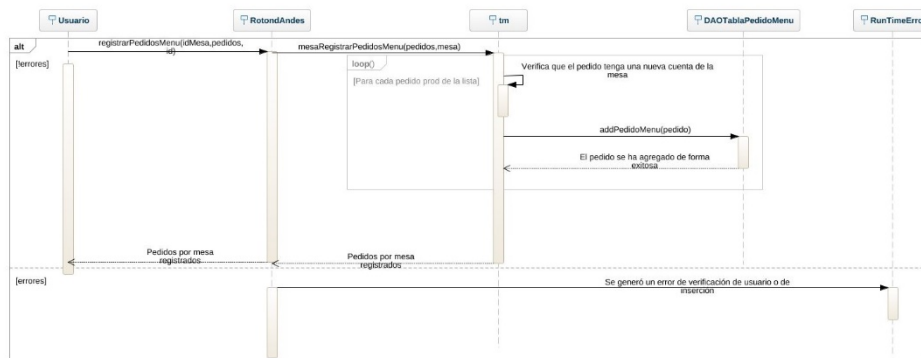 Usuario
RotondAndes
tm
DAOTablaPedidoMenu
RunTimeErro
alt
registrarPedidosMenu(idMesa,pedidos,
id)
mesaRegistrarPedidosMenu(pedidos,mesa)
[!errores]
loop()
[Para cada pedido prod de la lista]
Verifica que el pedido tenga una nueva cuenta de la
mesa
addPedidoMenu(pedido)
El pedido se ha agregado de forma
exitosa
Pedidos por mesa
registrados
Pedidos por mesa
registrados
[errores]
Se generó un error de verificación de usuario o de
inserción